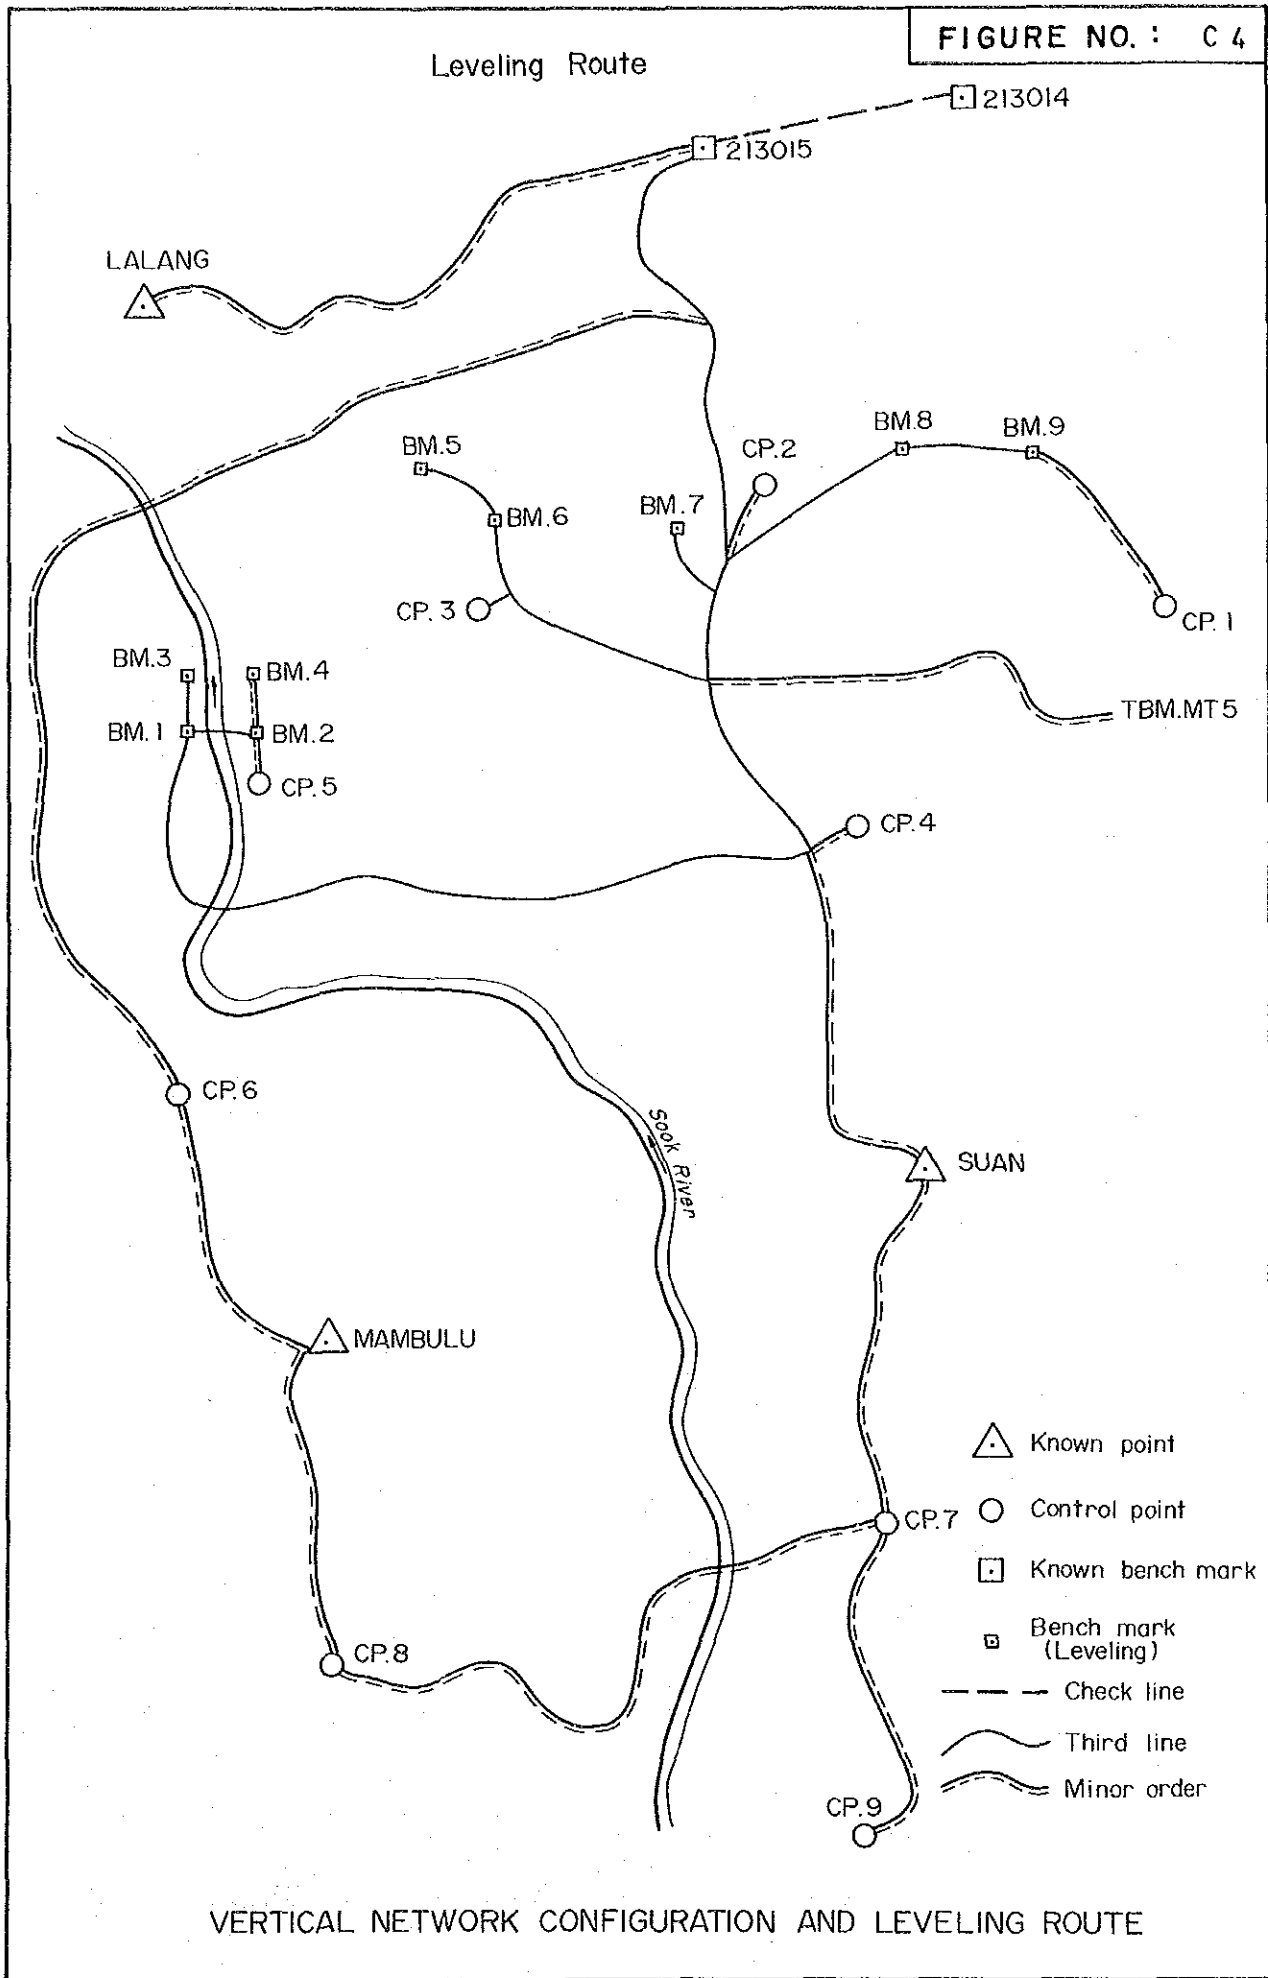 FIGURE NO. : C 4
Leveling Route
213014
213015
LALANG
BM.8
BM.9
BM.5
CP.2
BM.6
BM.7
CP. 3
CP. 1
BM.3
BM.4
TBM.MT5
BM.1
BM.2
CP. 5
CP.4
CP.6
Sook River
SUAN
MAMBULU
Known point
Control point
CP.7
Known bench mark
Bench mark
(Leveling)
CP.8
Check line
Third line
Minor order
CP.9
VERTICAL NETWORK CONFIGURATION AND LEVELING ROUTE